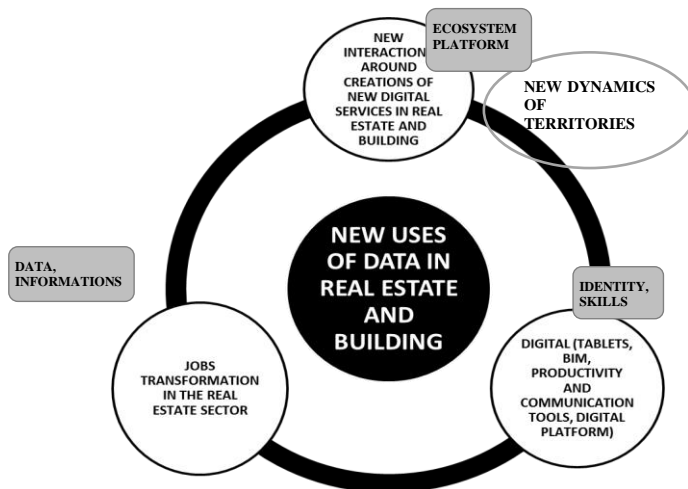 ECOSYSTEM
PLATFORM
NEW
INTERACTION
AROUND
CREATIONS OF
NEW DIGITAL
SERVICES IN REAL
ESTATE AND
BUILDING
NEW DYNAMICS
OF
TERRITORIES
NEW USES
OF DATA IN
REAL ESTATE
AND
BUILDING
DATA,
INFORMATIONS
IDENTITY,
SKILLS
JOBS
TRANSFORMATION
IN THE REAL
ESTATE SECTOR
DIGITAL (TABLETS,
BIM,
PRODUCTIVITY
AND
COMMUNICATION
TOOLS, DIGITAL
PLATFORM)